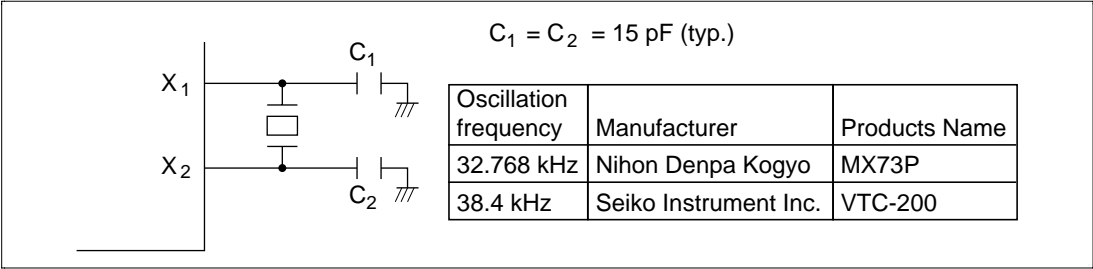 C1 = C2 = 15 pF (typ.)
C1
X1
X2
C2
Oscillation
frequency Manufacturer Products Name
32.768 kHz Nihon Denpa Kogyo MX73P
38.4 kHz Seiko Instrument Inc. VTC-200